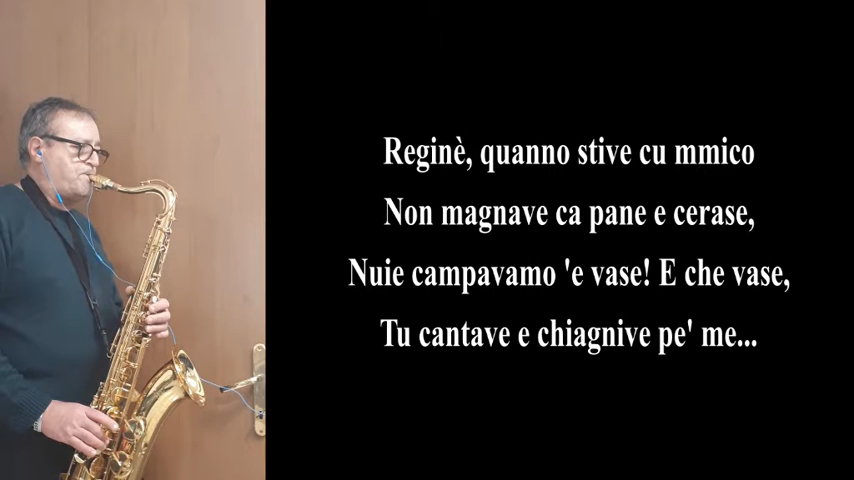 Reginè, quanno stive cu mmico
Non magnave ca pane e cerase,
Nuie campavamo 'e vase! E che vase,
Tu cantave e chiagnive pe' me...